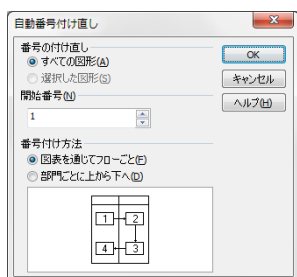 自動番号付け直し
番号の付け直し
すべての図形(A)
選択した図形(S)
開始番号(N)
1
番号付け方法
図表を通じてフローごと(F)
部門ごとに上から下へ(D)
1 2
4 3
OK
キャンセル
ヘルプ(H)